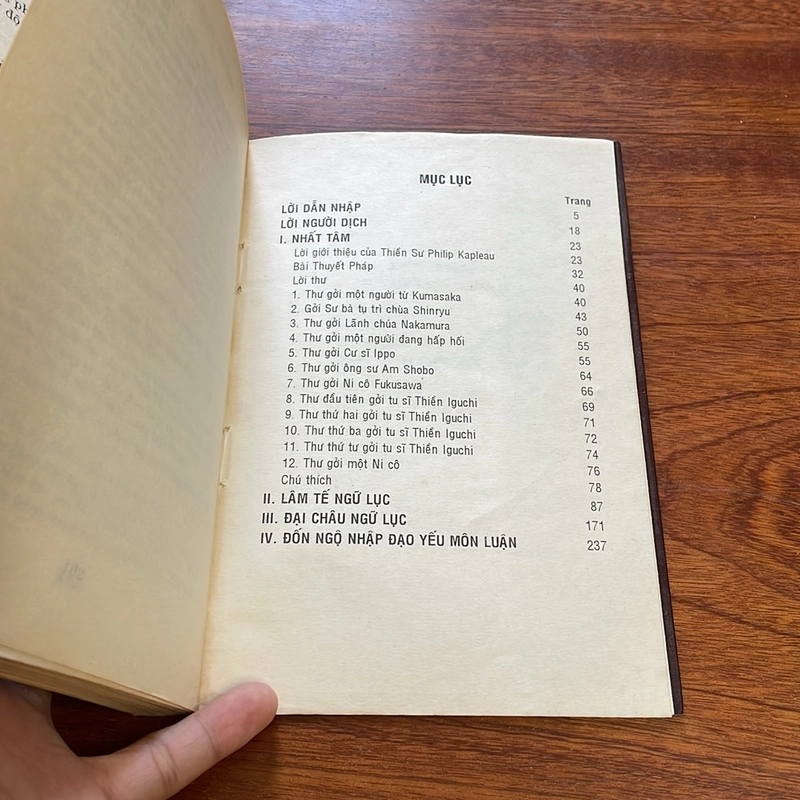 MỤC LỤC
Trang
LỜI DẪN NHẬP 5
LỜI NGƯỜI DỊCH 18
I. NHẤT TÂM 23
Lời giới thiệu của Thiền Sư Philip Kapleau 23
Bài Thuyết Pháp 32
Lời thư 40
1. Thư gởi một người từ Kumasaka 40
2. Gởi Sư bà tụ trì chùa Shinryu 43
3. Thư gởi Lãnh chúa Nakamura 50
4. Thư gởi một người đang hấp hối 55
5. Thư gởi Cư sĩ Ippo 55
6. Thư gởi ông sư Am Shobo 64
7. Thư gởi Ni cô Fukusawa 66
8. Thư đầu tiên gởi tu sĩ Thiền Iguchi 69
9. Thư thứ hai gởi tu sĩ Thiền Iguchi 71
10. Thư thứ ba gởi tu sĩ Thiền Iguchi 72
11. Thư thứ tư gởi tu sĩ Thiền Iguchi 74
12. Thư gởi một Ni cô 76
Chú thích 78
II. LÂM TẾ NGỮ LỤC 87
III. ĐẠI CHÂU NGỮ LỤC 171
IV. ĐỐN NGỘ NHẬP ĐẠO YẾU MÔN LUẬN 237